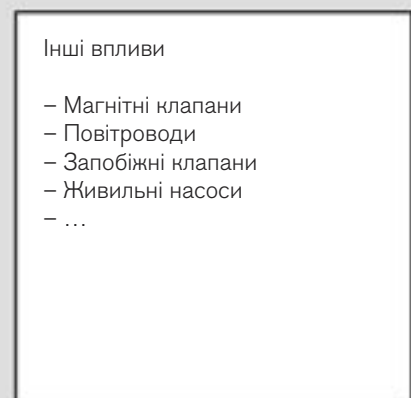 Інші впливи
– Магнітні клапани
– Повітроводи
– Запобіжні клапани
– Живильні насоси
– …